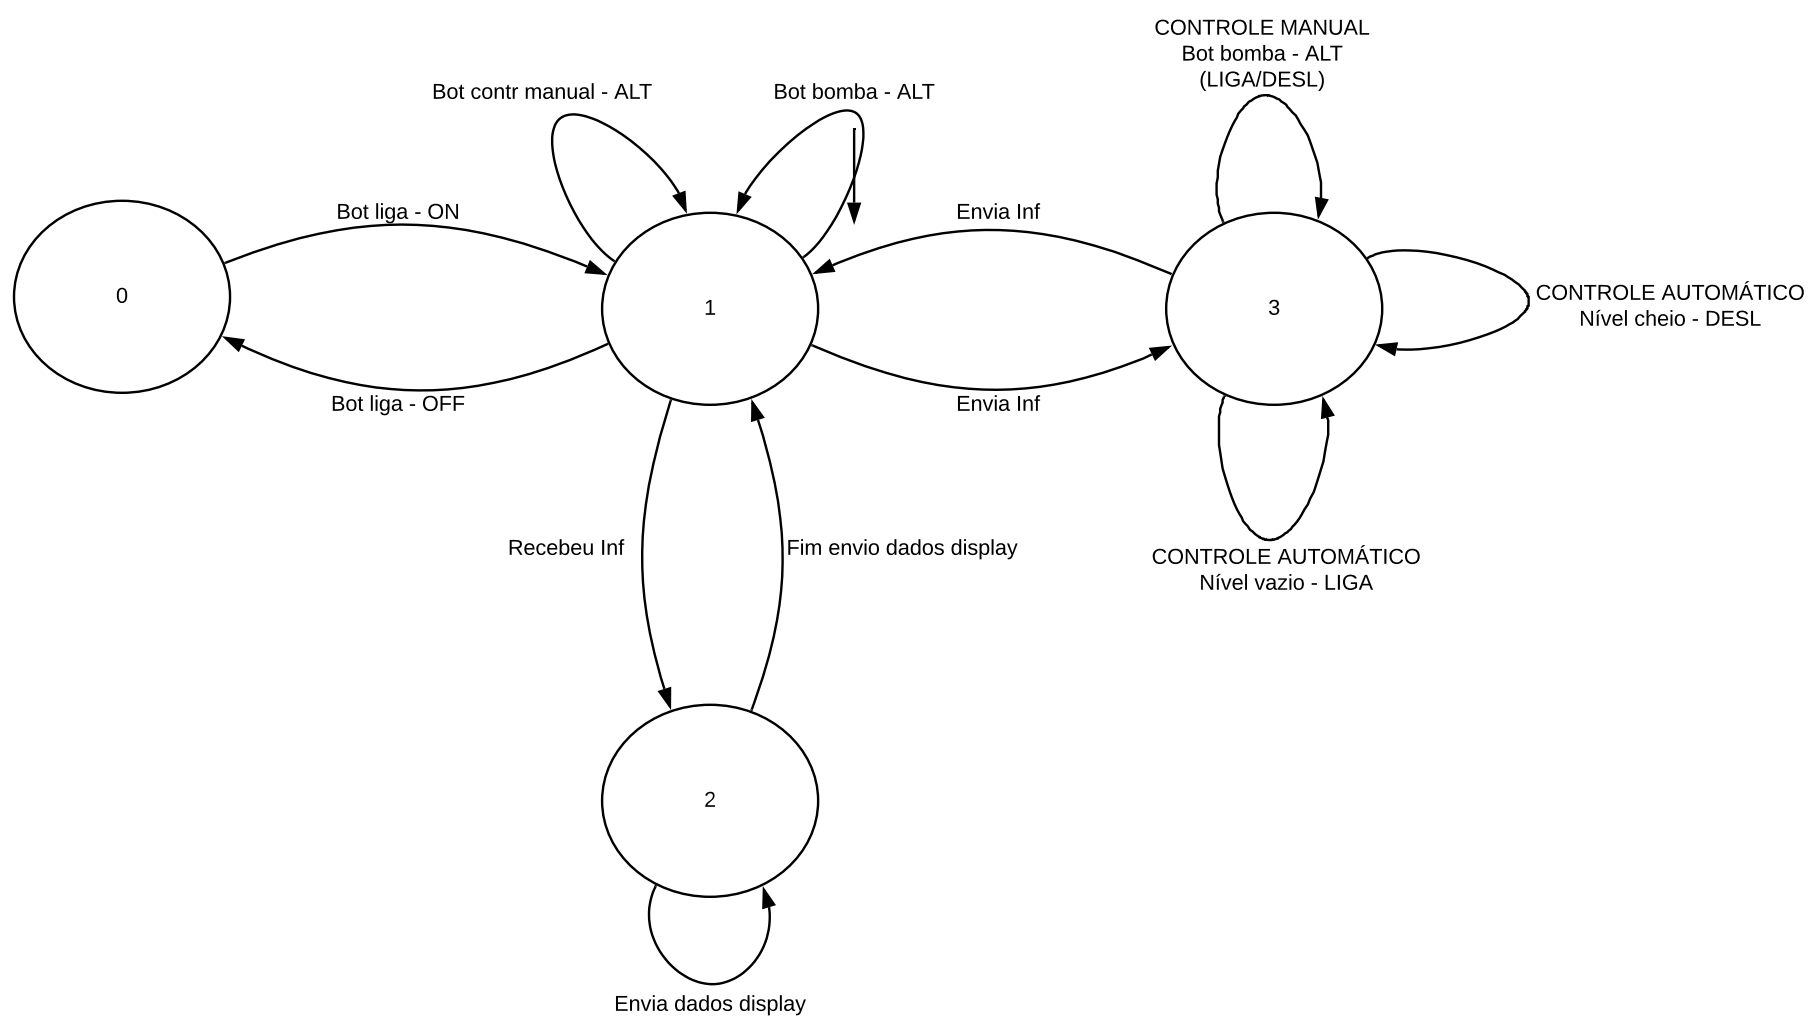 CONTROLE MANUAL
Bot bomba - ALT
(LIGA/DESL)
Bot contr manual - ALT
Bot bomba - ALT
Bot liga - ON
Envia Inf
0
1
3
CONTROLE AUTOMÁTICO
Nível cheio - DESL
Bot liga - OFF
Envia Inf
Recebeu Inf
Fim envio dados display
CONTROLE AUTOMÁTICO
Nível vazio - LIGA
2
Envia dados display